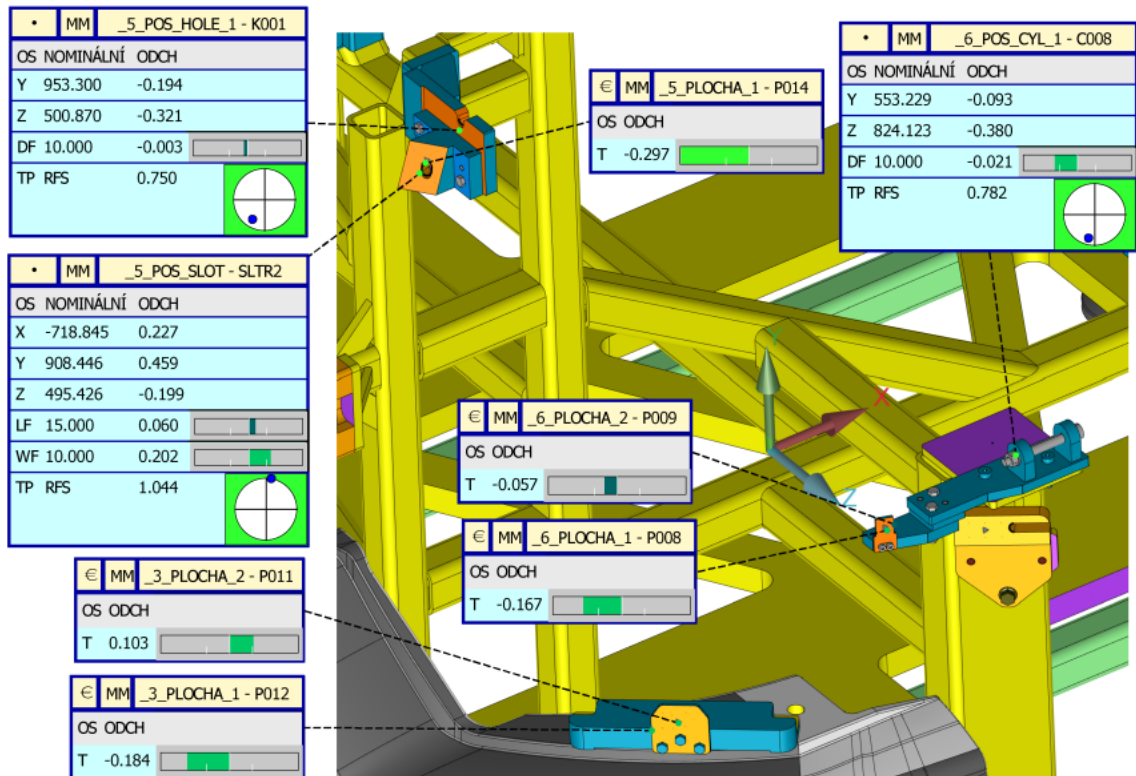 • MM _5_POS_HOLE_1 - K001
OS NOMINÁLNÍ ODCH
Y 953.300 -0.194
Z 500.870 -0.321
DF 10.000 -0.003
TP RFS 0.750
€ MM _5_PLOCHA_1 - P014
OS ODCH
T -0.297
• MM _6_POS_CYL_1 - C008
OS NOMINÁLNÍ ODCH
Y 553.229 -0.093
Z 824.123 -0.380
DF 10.000 -0.021
TP RFS 0.782
• MM _5_POS_SLOT - SLTR2
OS NOMINÁLNÍ ODCH
X -718.845 0.227
Y 908.446 0.459
Z 495.426 -0.199
LF 15.000 0.060
WF 10.000 0.202
TP RFS 1.044
Y
X
Z
€ MM _6_PLOCHA_2 - P009
OS ODCH
T -0.057
€ MM _6_PLOCHA_1 - P008
OS ODCH
T -0.167
€ MM _3_PLOCHA_2 - P011
OS ODCH
T 0.103
€ MM _3_PLOCHA_1 - P012
OS ODCH
T -0.184